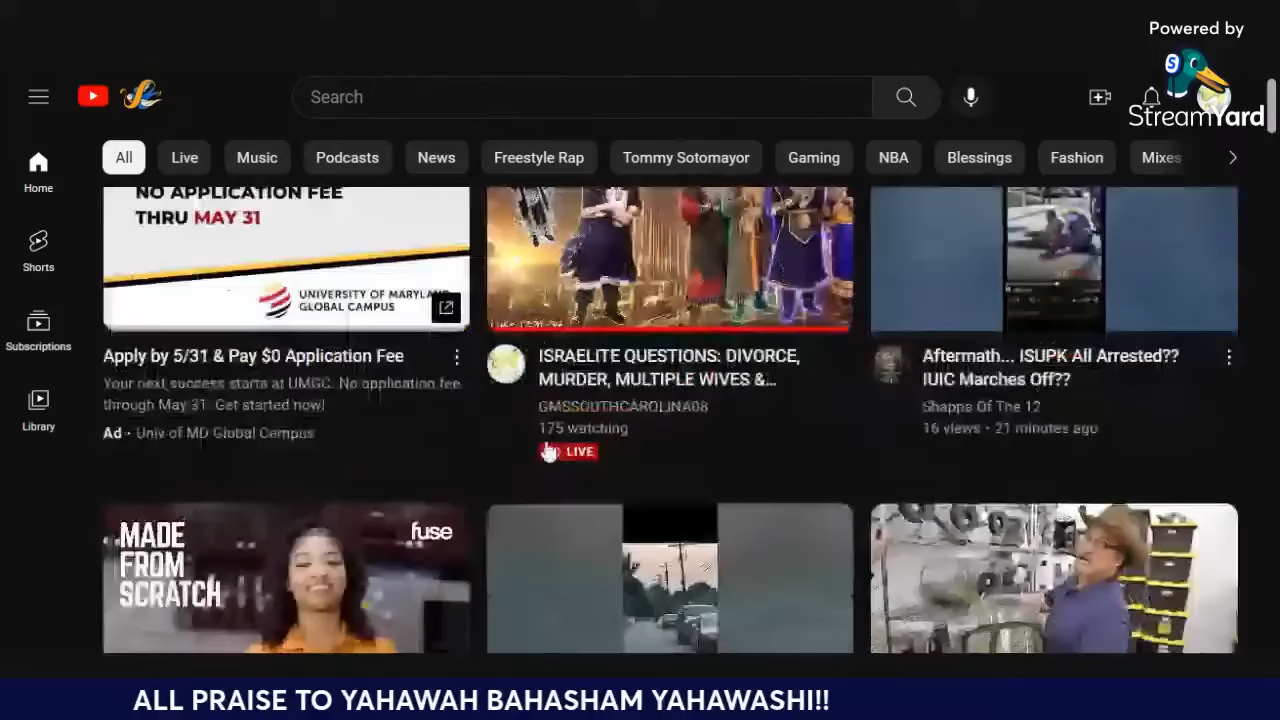 Powered by
StreamYard
Search
All
Live
Music
Podcasts
News
Freestyle Rap
Tommy Sotomayor
Gaming
NBA
Blessings
Fashion
Mixes
Home
Shorts
Subscriptions
Library
NO APPLICATION FEE
THRU MAY 31
UNIVERSITY OF MARYLAND
GLOBAL CAMPUS
Apply by 5/31 & Pay $0 Application Fee
Your next success starts at UMGC. No application fee
through May 31. Get started now!
Ad · Univ of MD Global Campus
ISRAELITE QUESTIONS: DIVORCE,
MURDER, MULTIPLE WIVES &...
GMSSOUTHCAROLINA08
175 watching
LIVE
Aftermath... ISUPK All Arrested??
IUIC Marches Off??
Shappa Of The 12
16 views · 21 minutes ago
MADE
FROM
SCRATCH
fuse
ALL PRAISE TO YAHAWAH BAHASHAM YAHAWASHI!!